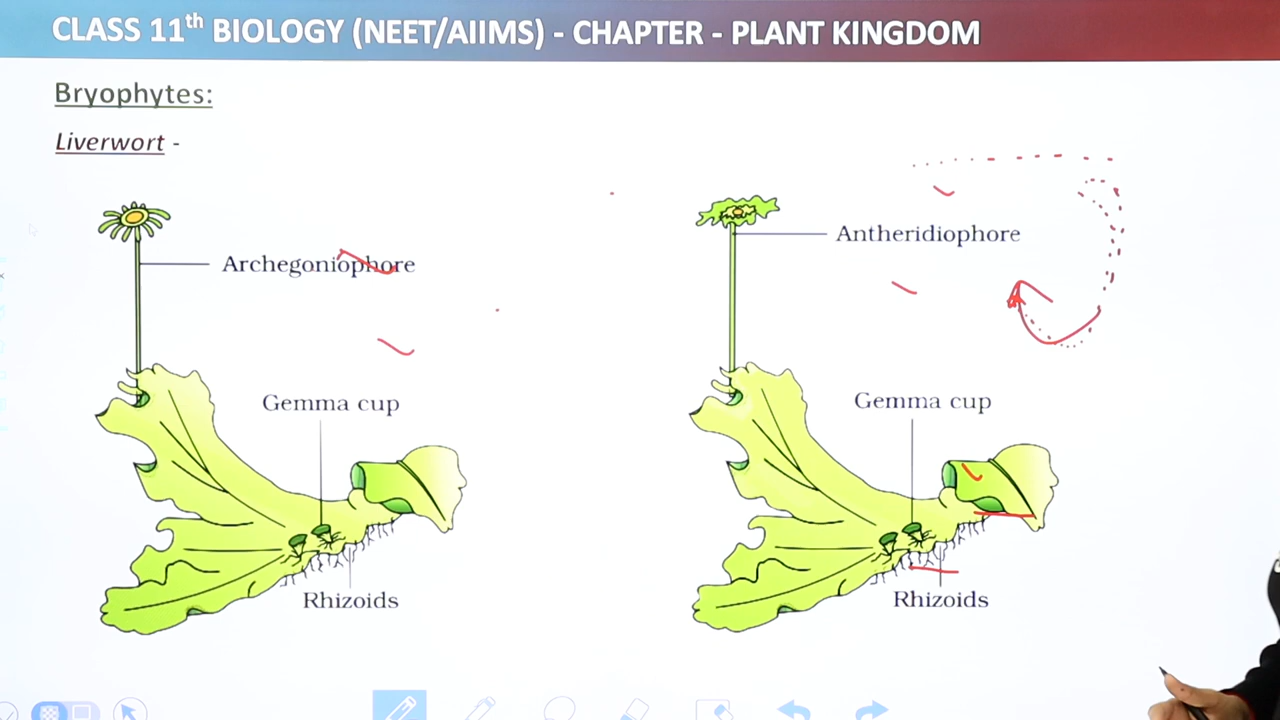 CLASS 11th BIOLOGY (NEET/AIIMS) - CHAPTER - PLANT KINGDOM
Bryophytes:
Liverwort -
Archegoniophore
Gemma cup
Rhizoids
Antheridiophore
Gemma cup
Rhizoids